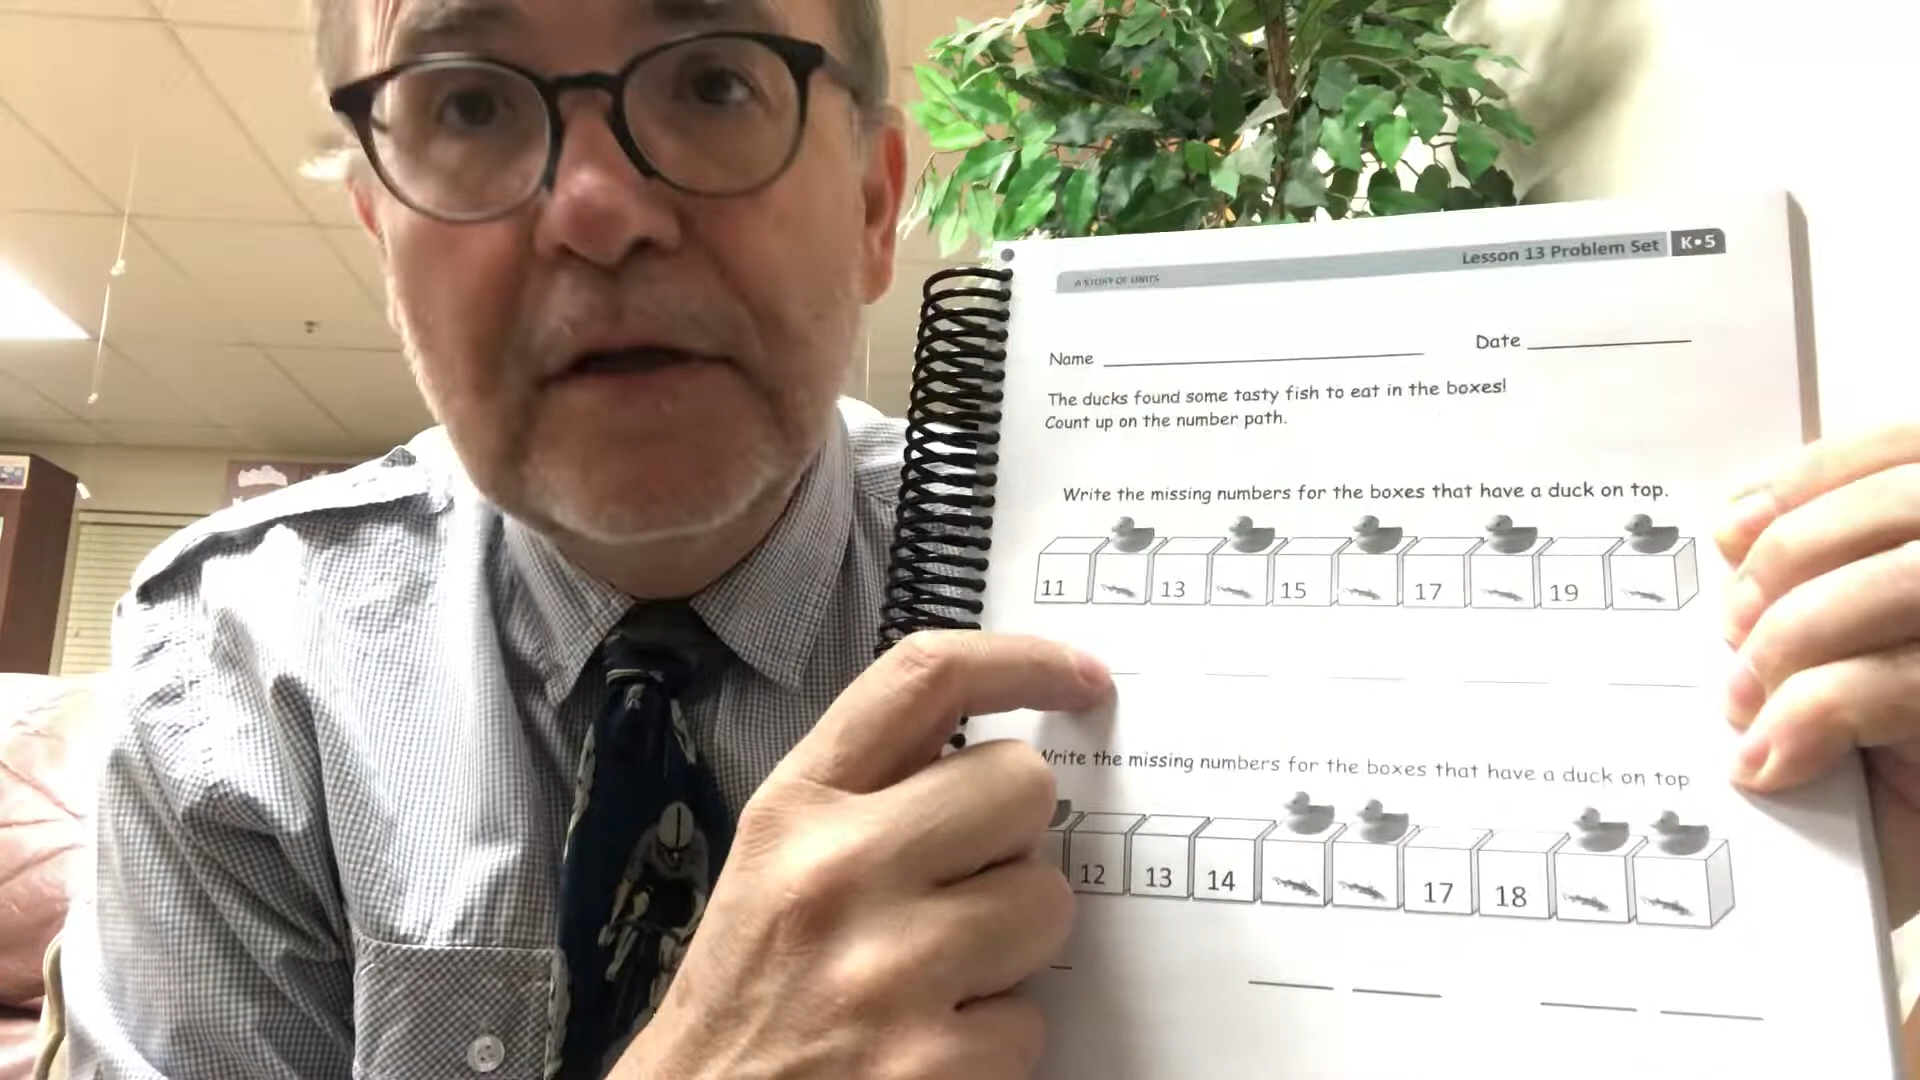 Lesson 13 Problem Set K•5
A STORY OF UNITS
Name Date
The ducks found some tasty fish to eat in the boxes!
Count up on the number path.
Write the missing numbers for the boxes that have a duck on top.
11 13 15 17 19
Write the missing numbers for the boxes that have a duck on top
12 13 14 17 18